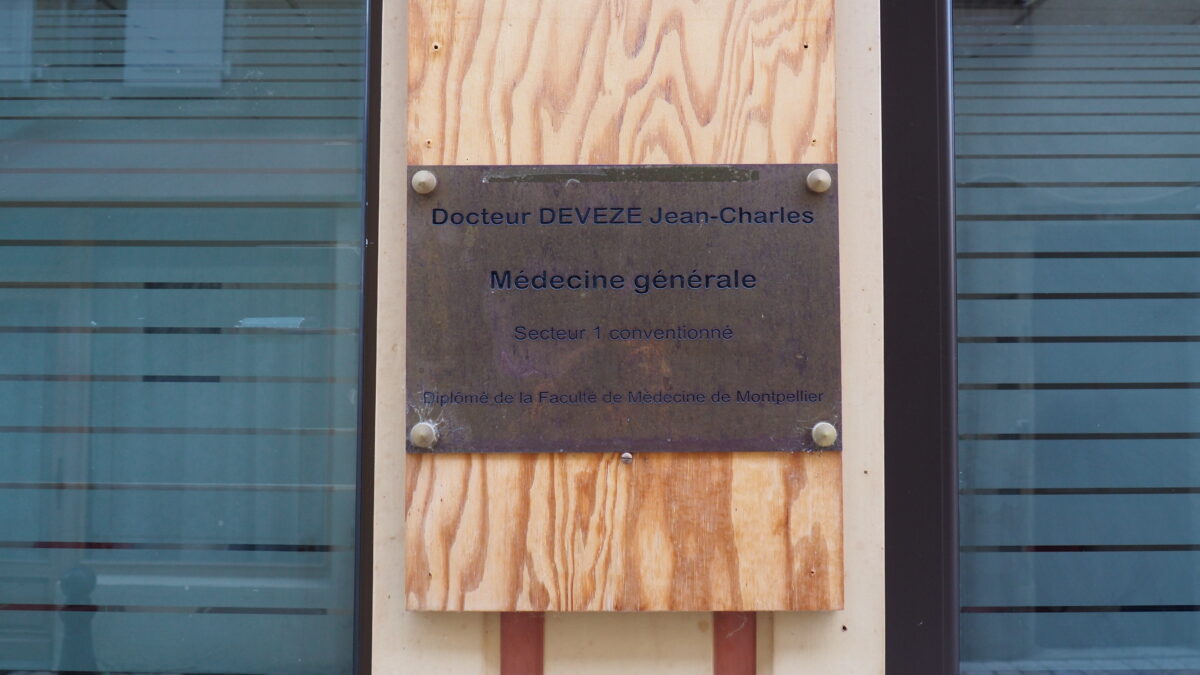 Docteur DEVEZE Jean-Charles
Médecine générale
Secteur 1 conventionné
Diplômé de la Faculté de Médecine de Montpellier